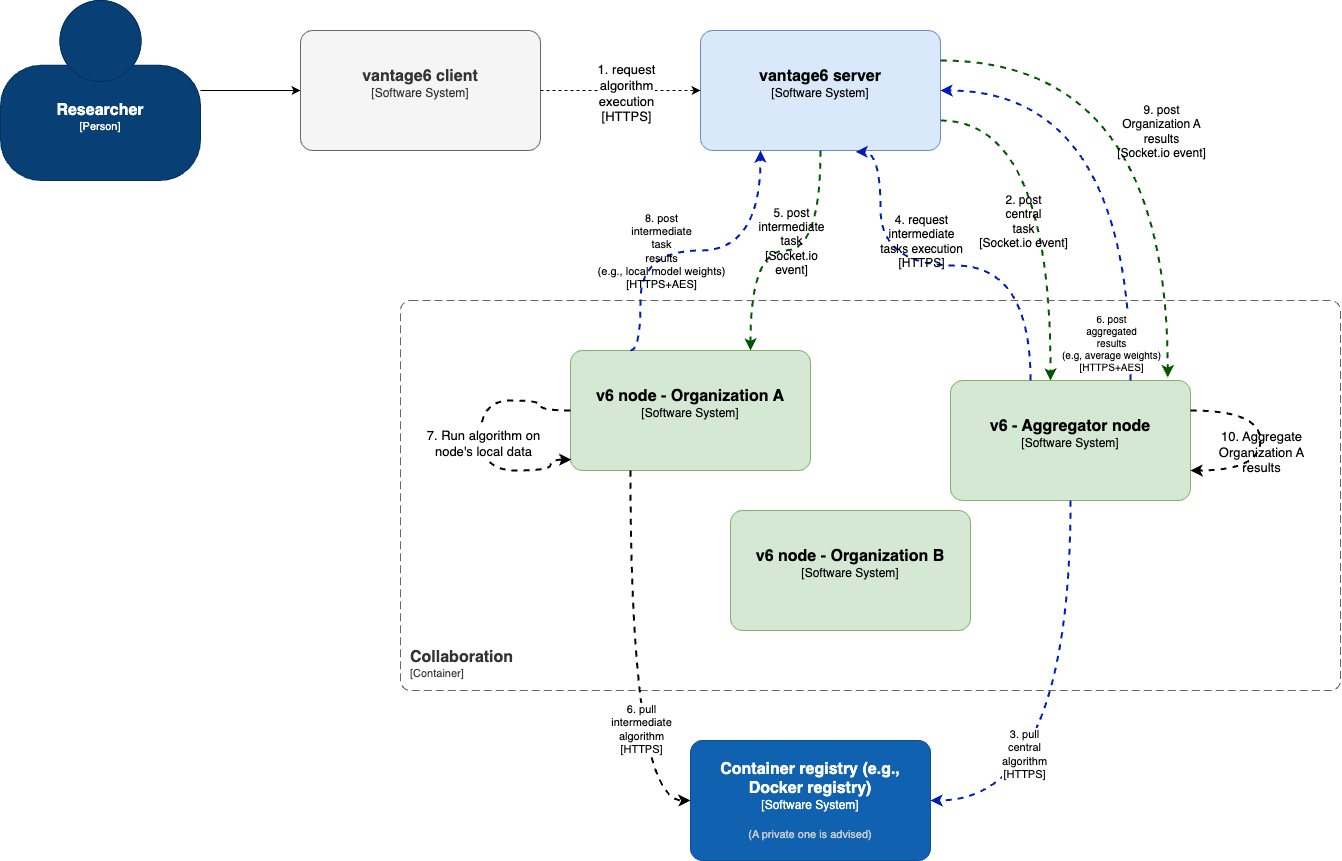 Researcher
[Person]
vantage6 client
[Software System]
1. request
algorithm
execution
[HTTPS]
vantage6 server
[Software System]
9. post
Organization A
results
[Socket.io event]
8. post
intermediate
task
results
(e.g., local model weights)
[HTTPS+AES]
5. post
intermediate
task
[Socket.io
event]
4. request
intermediate
tasks execution
[HTTPS]
2. post
central
task
[Socket.io event]
6. post
aggregated
results
(e.g, average weights)
[HTTPS+AES]
v6 node - Organization A
[Software System]
7. Run algorithm on
node's local data
v6 - Aggregator node
[Software System]
10. Aggregate
Organization A
results
v6 node - Organization B
[Software System]
Collaboration
[Container]
6. pull
intermediate
algorithm
[HTTPS]
3. pull
central
algorithm
[HTTPS]
Container registry (e.g.,
Docker registry)
[Software System]
(A private one is advised)